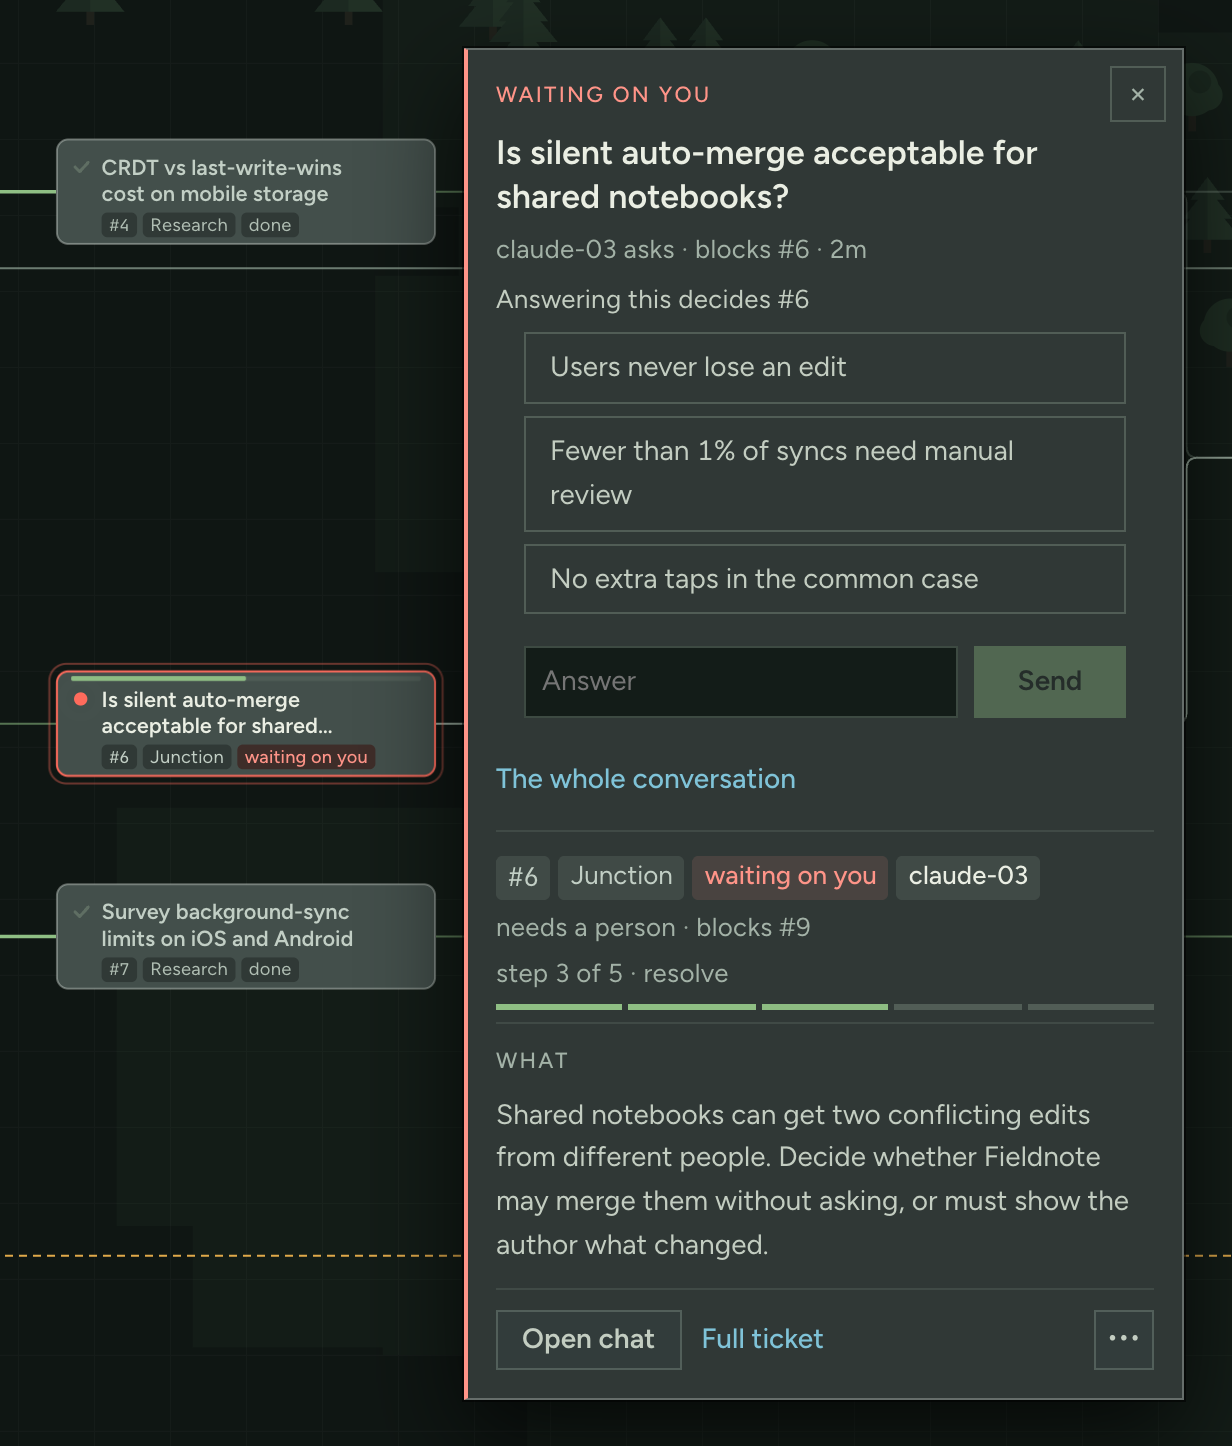 CRDT vs last-write-wins
cost on mobile storage
#4 Research done
Is silent auto-merge
acceptable for shared...
#6 Junction waiting on you
Survey background-sync
limits on iOS and Android
#7 Research done
WAITING ON YOU
×
Is silent auto-merge acceptable for
shared notebooks?
claude-03 asks · blocks #6 · 2m
Answering this decides #6
Users never lose an edit
Fewer than 1% of syncs need manual
review
No extra taps in the common case
Answer
Send
The whole conversation
#6 Junction waiting on you claude-03
needs a person · blocks #9
step 3 of 5 · resolve
WHAT
Shared notebooks can get two conflicting edits
from different people. Decide whether Fieldnote
may merge them without asking, or must show the
author what changed.
Open chat Full ticket ...